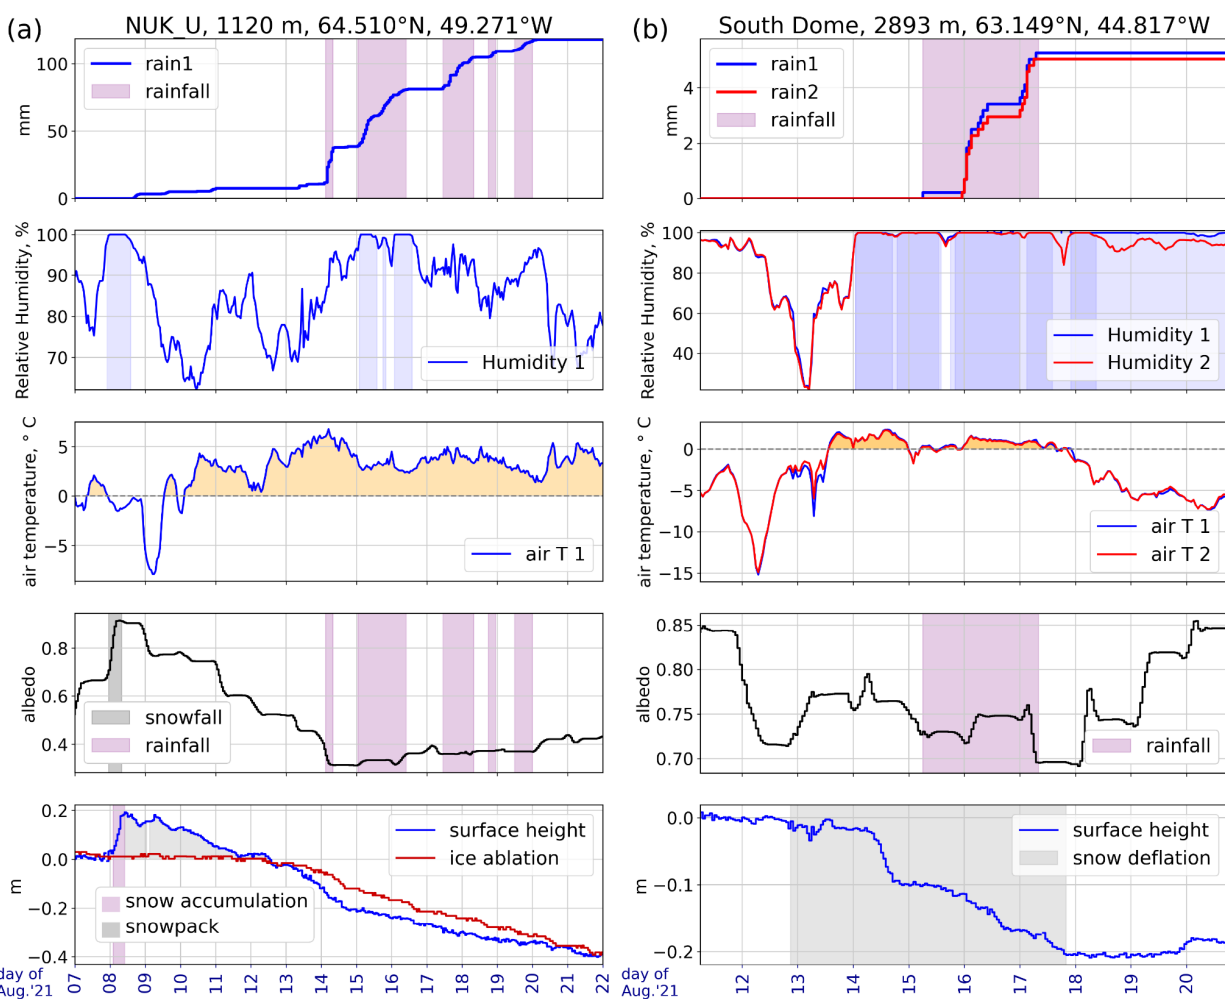 (a)
NUK_U, 1120 m, 64.510°N, 49.271°W
mm
100
50
0
rain1
rainfall
Relative Humidity, %
100
90
80
70
Humidity 1
air temperature, ° C
5
0
−5
air T 1
albedo
0.8
0.6
0.4
snowfall
rainfall
m
0.2
0.0
−0.2
−0.4
surface height
ice ablation
snow accumulation
snowpack
day of
Aug.'21
07
08
09
10
11
12
13
14
15
16
17
18
19
20
21
22
(b)
South Dome, 2893 m, 63.149°N, 44.817°W
mm
4
2
0
rain1
rain2
rainfall
Relative Humidity, %
100
80
60
40
Humidity 1
Humidity 2
air temperature, ° C
0
−5
−10
−15
air T 1
air T 2
albedo
0.85
0.80
0.75
0.70
rainfall
m
0.0
−0.1
−0.2
surface height
snow deflation
day of
Aug.'21
12
13
14
15
16
17
18
19
20